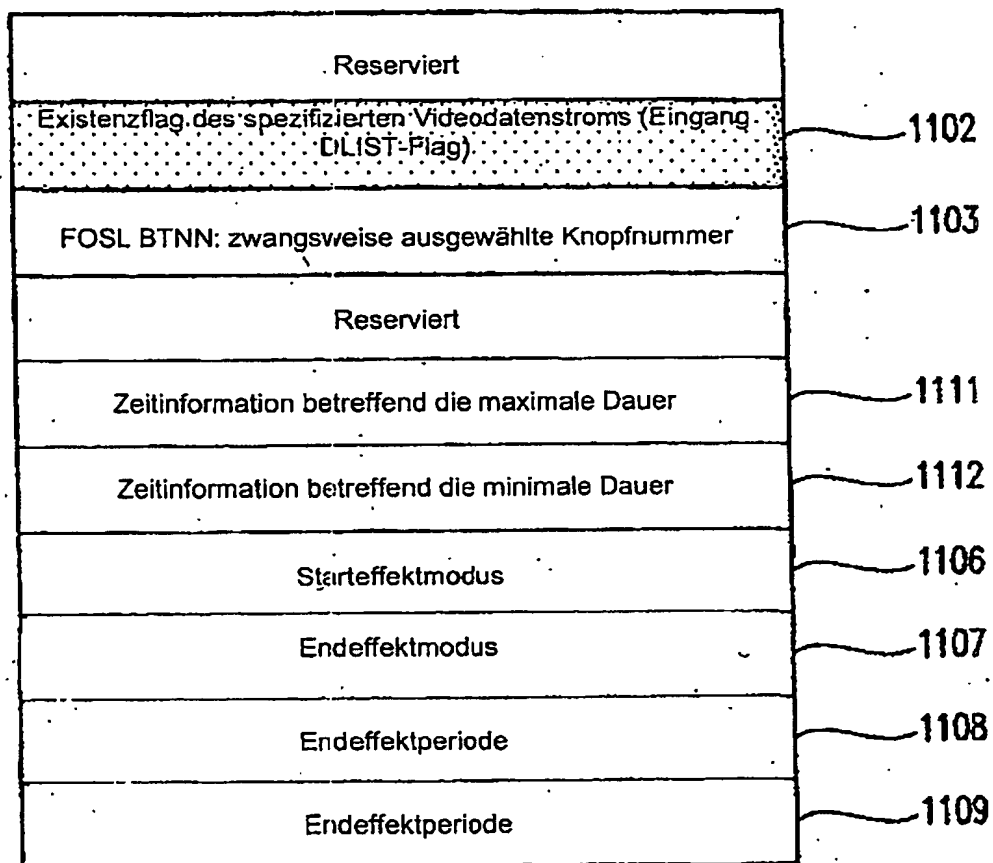 Reserviert
Existenzflag des spezifizierten Videodatenstroms (Eingang
DLIST-Flag)
1102
FOSL BTNN: zwangsweise ausgewählte Knopfnummer
1103
Reserviert
Zeitinformation betreffend die maximale Dauer
1111
Zeitinformation betreffend die minimale Dauer
1112
Starteffektmodus
1106
Endeffektmodus
1107
Endeffektperiode
1108
Endeffektperiode
1109